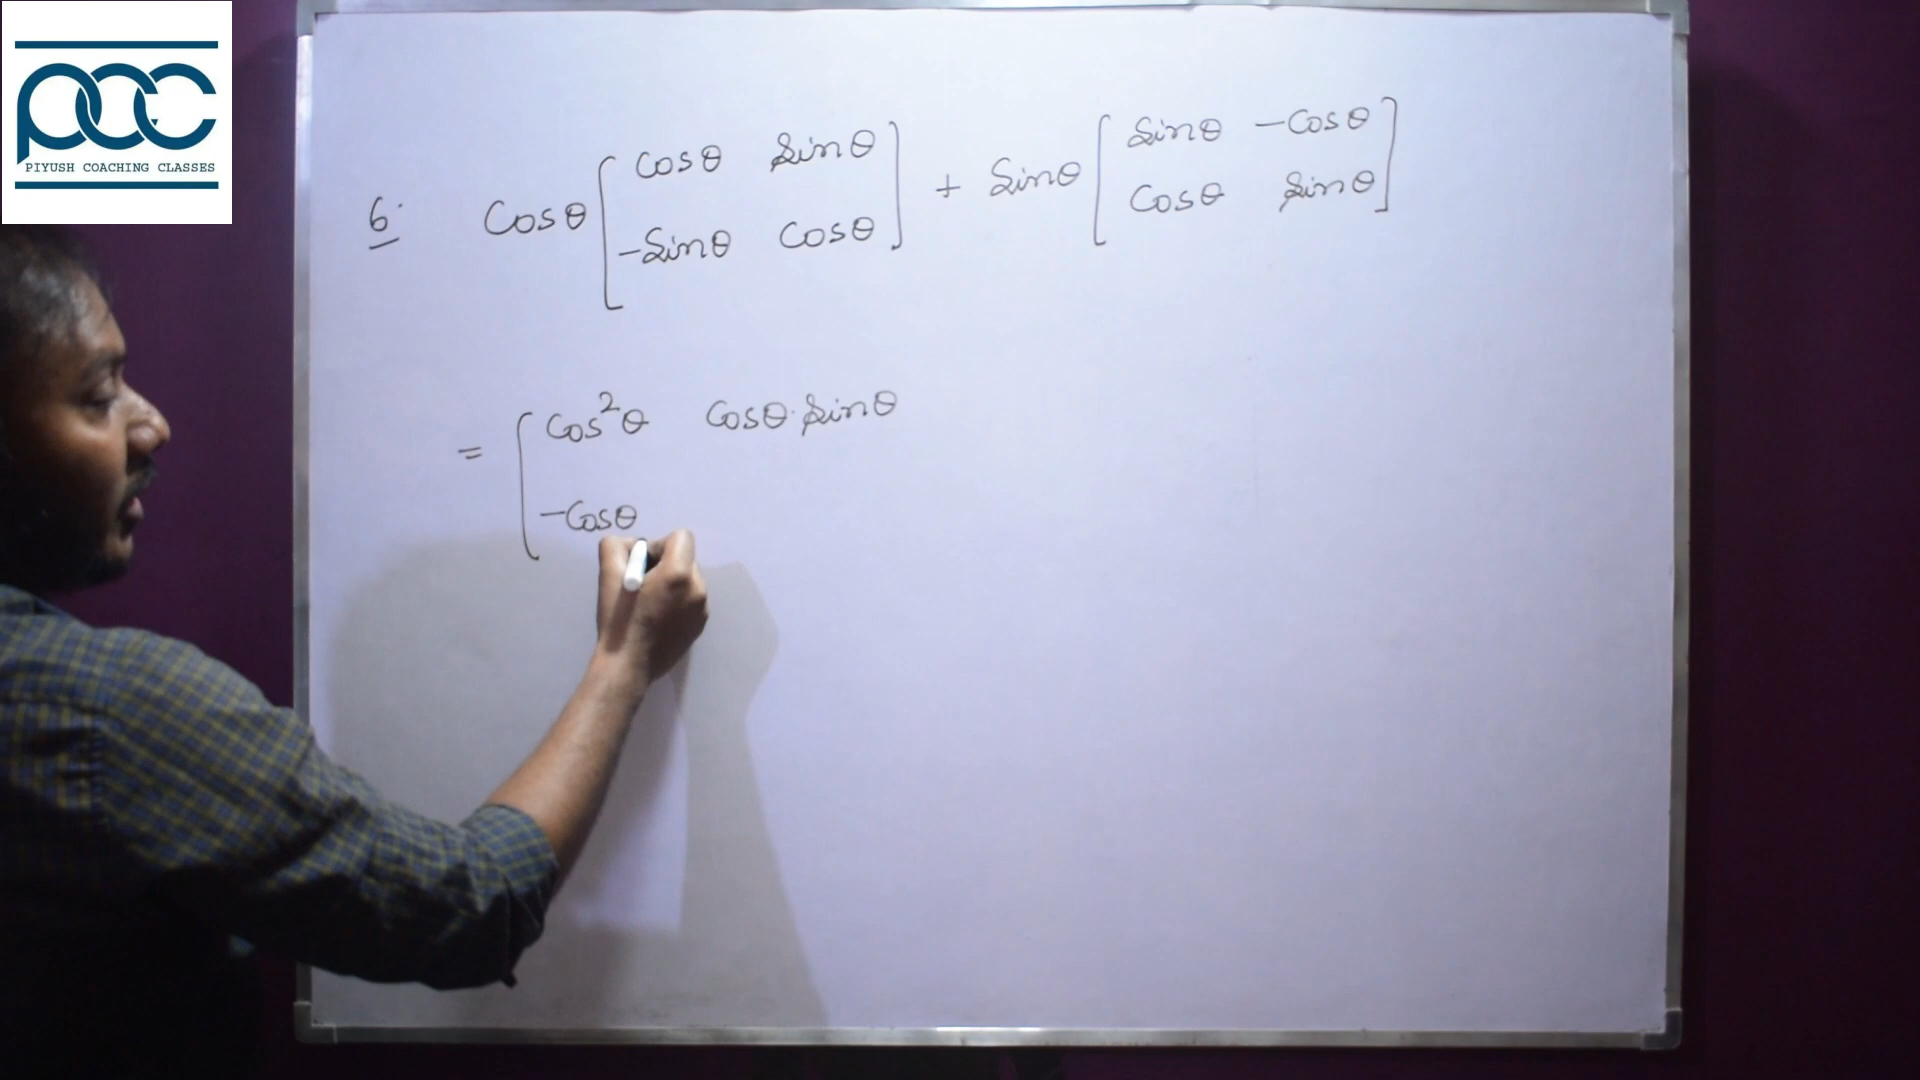 PCC
PIYUSH COACHING CLASSES
6. Cosθ [ Cosθ Sinθ ] + Sinθ [ Sinθ -Cosθ ]
-Sinθ Cosθ Cosθ Sinθ
= [ Cos²θ Cosθ·Sinθ
-Cosθ